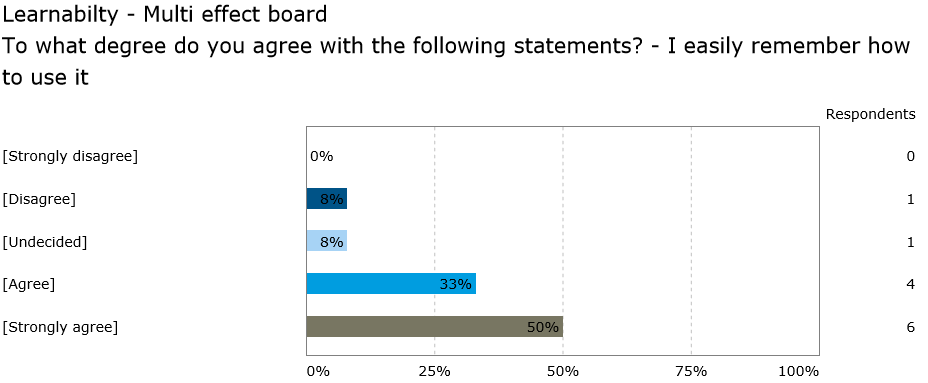 Learnabilty - Multi effect board
To what degree do you agree with the following statements? - I easily remember how
to use it
Respondents
[Strongly disagree] 0% 0
[Disagree] 8% 1
[Undecided] 8% 1
[Agree] 33% 4
[Strongly agree] 50% 6
0% 25% 50% 75% 100%